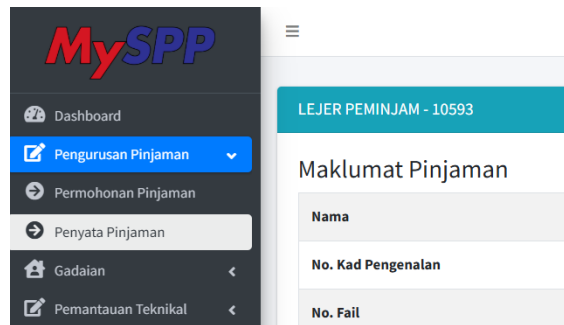 MySPP
Dashboard
Pengurusan Pinjaman
Permohonan Pinjaman
Penyata Pinjaman
Gadaian
Pemantauan Teknikal
LEJER PEMINJAM - 10593
Maklumat Pinjaman
Nama
No. Kad Pengenalan
No. Fail